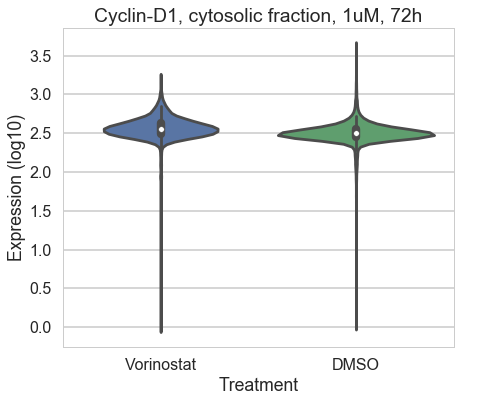 Cyclin-D1, cytosolic fraction, 1uM, 72h
Expression (log10)
3.5
3.0
2.5
2.0
1.5
1.0
0.5
0.0
Vorinostat DMSO
Treatment